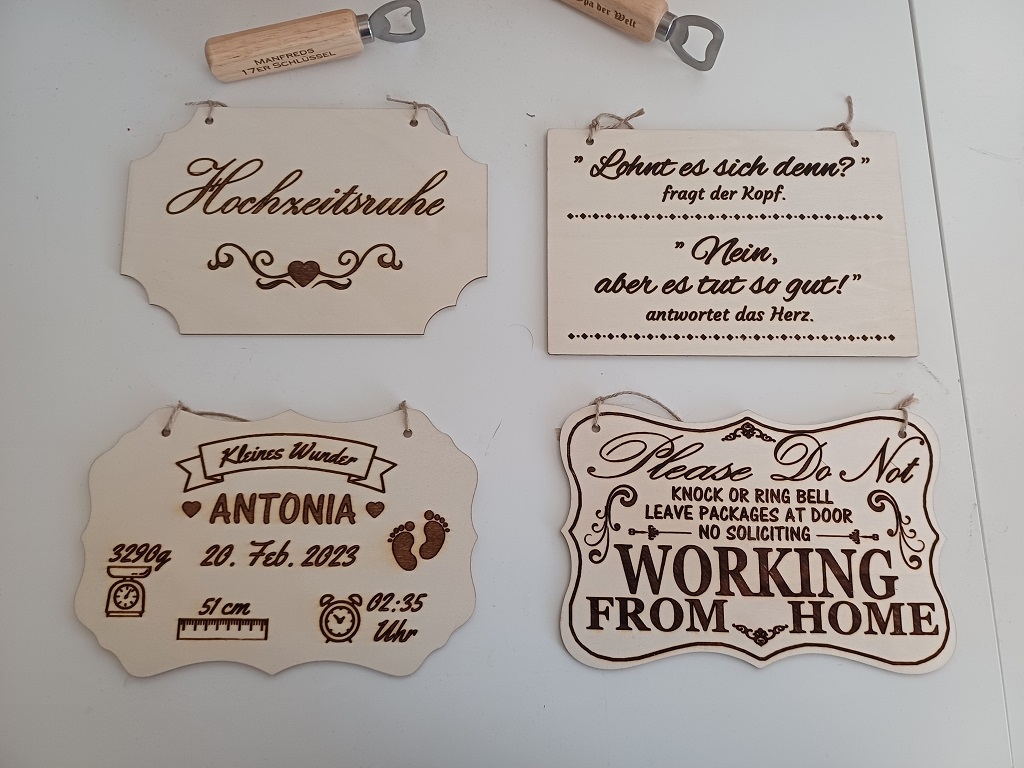 MANFREDS
17ER SCHLÜSSEL
Opa der Welt
Hochzeitsruhe
" Lohnt es sich denn? "
fragt der Kopf.
" Nein,
aber es tut so gut!"
antwortet das Herz.
Kleines Wunder
ANTONIA
3290g
20. Feb. 2023
51 cm
02:35
Uhr
Please Do Not
KNOCK OR RING BELL
LEAVE PACKAGES AT DOOR
NO SOLICITING
WORKING
FROM HOME